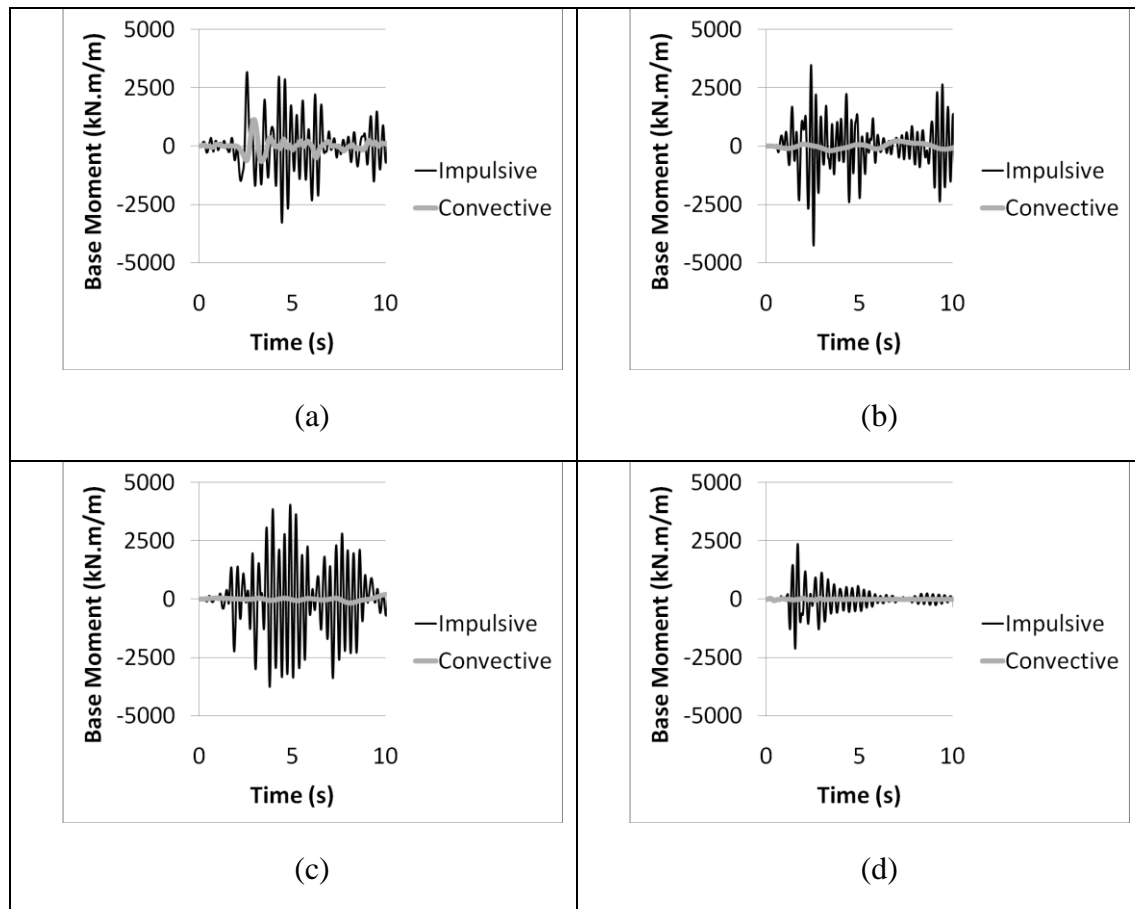 5000
2500
0
-2500
-5000
Base Moment (kN.m/m)
Impulsive
Convective
0 5 10
Time (s)
(a)
5000
2500
0
-2500
-5000
Base Moment (kN.m/m)
Impulsive
Convective
0 5 10
Time (s)
(b)
5000
2500
0
-2500
-5000
Base Moment (kN.m/m)
Impulsive
Convective
0 5 10
Time (s)
(c)
5000
2500
0
-2500
-5000
Base Moment (kN.m/m)
Impulsive
Convective
0 5 10
Time (s)
(d)